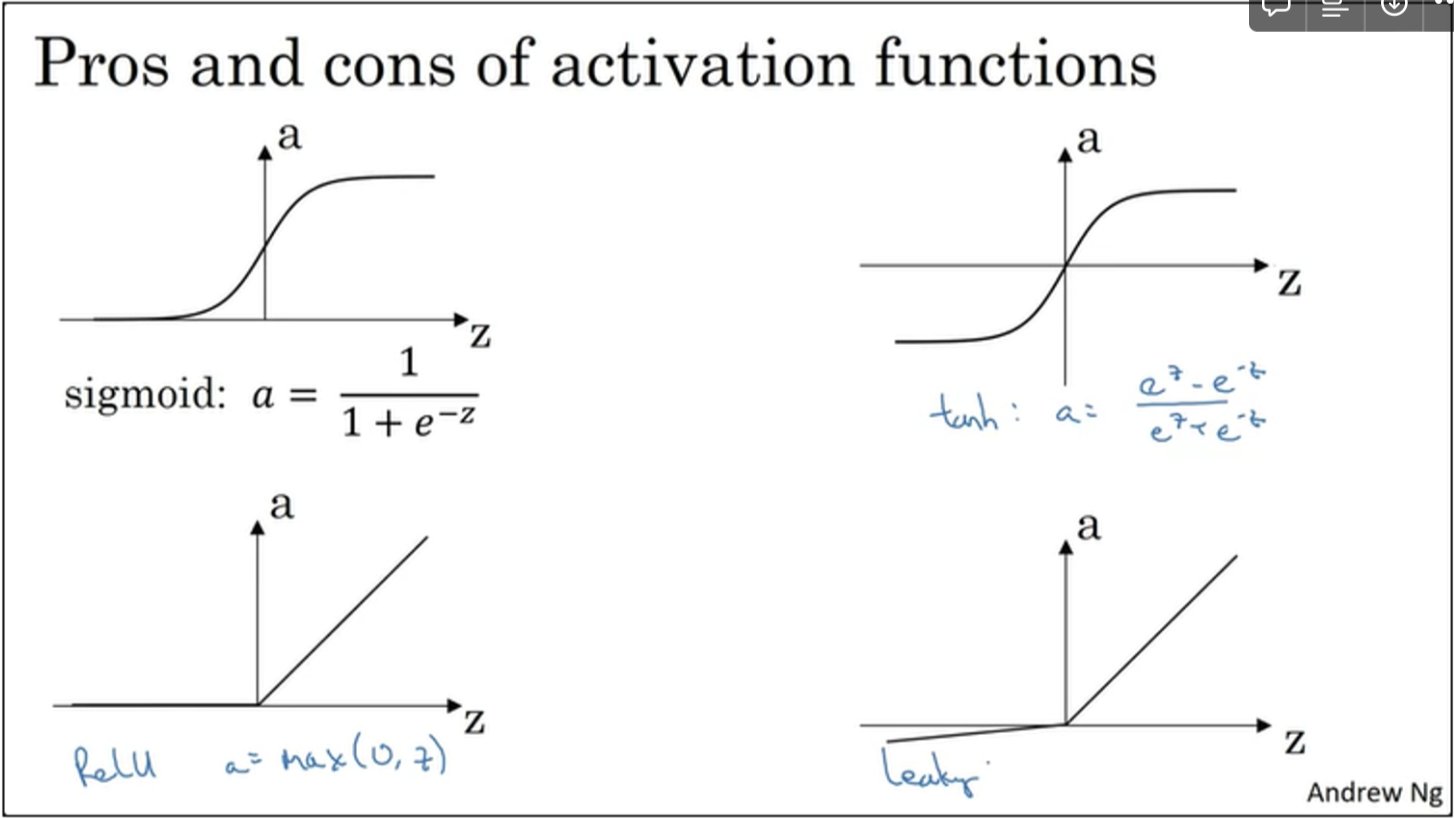 Pros and cons of activation functions
a
z
sigmoid: a = 1 / (1 + e^−z)
a
z
tanh: a = (e^z - e^-z) / (e^z + e^-z)
a
z
ReLU a = max(0, z)
a
z
Leaky
Andrew Ng